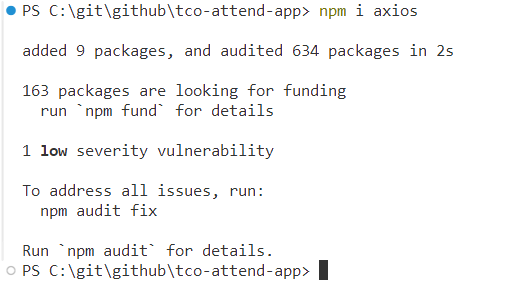 PS C:\git\github\tco-attend-app> npm i axios
added 9 packages, and audited 634 packages in 2s
163 packages are looking for funding
run `npm fund` for details
1 low severity vulnerability
To address all issues, run:
npm audit fix
Run `npm audit` for details.
PS C:\git\github\tco-attend-app>